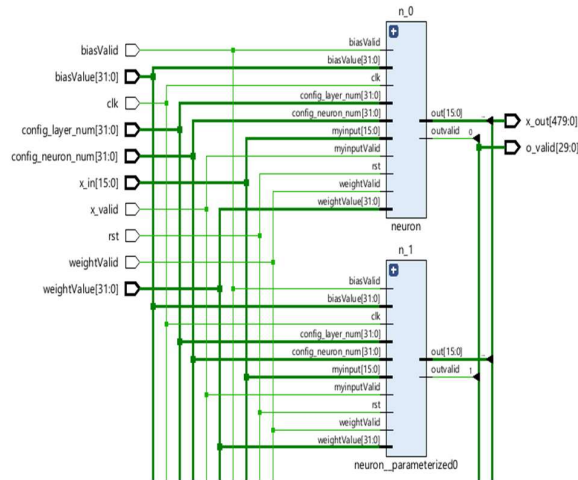 n_0
biasValid
biasValue[31:0]
clk
config_layer_num[31:0]
config_neuron_num[31:0]
x_in[15:0]
x_valid
rst
weightValid
weightValue[31:0]
biasValid
biasValue[31:0]
clk
config_layer_num[31:0]
config_neuron_num[31:0]
myinput[15:0]
myinputValid
rst
weightValid
weightValue[31:0]
out[15:0]
outvalid
0
x_out[479:0]
o_valid[29:0]
neuron
n_1
biasValid
biasValue[31:0]
clk
config_layer_num[31:0]
config_neuron_num[31:0]
myinput[15:0]
myinputValid
rst
weightValid
weightValue[31:0]
out[15:0]
outvalid
1
neuron__parameterized0